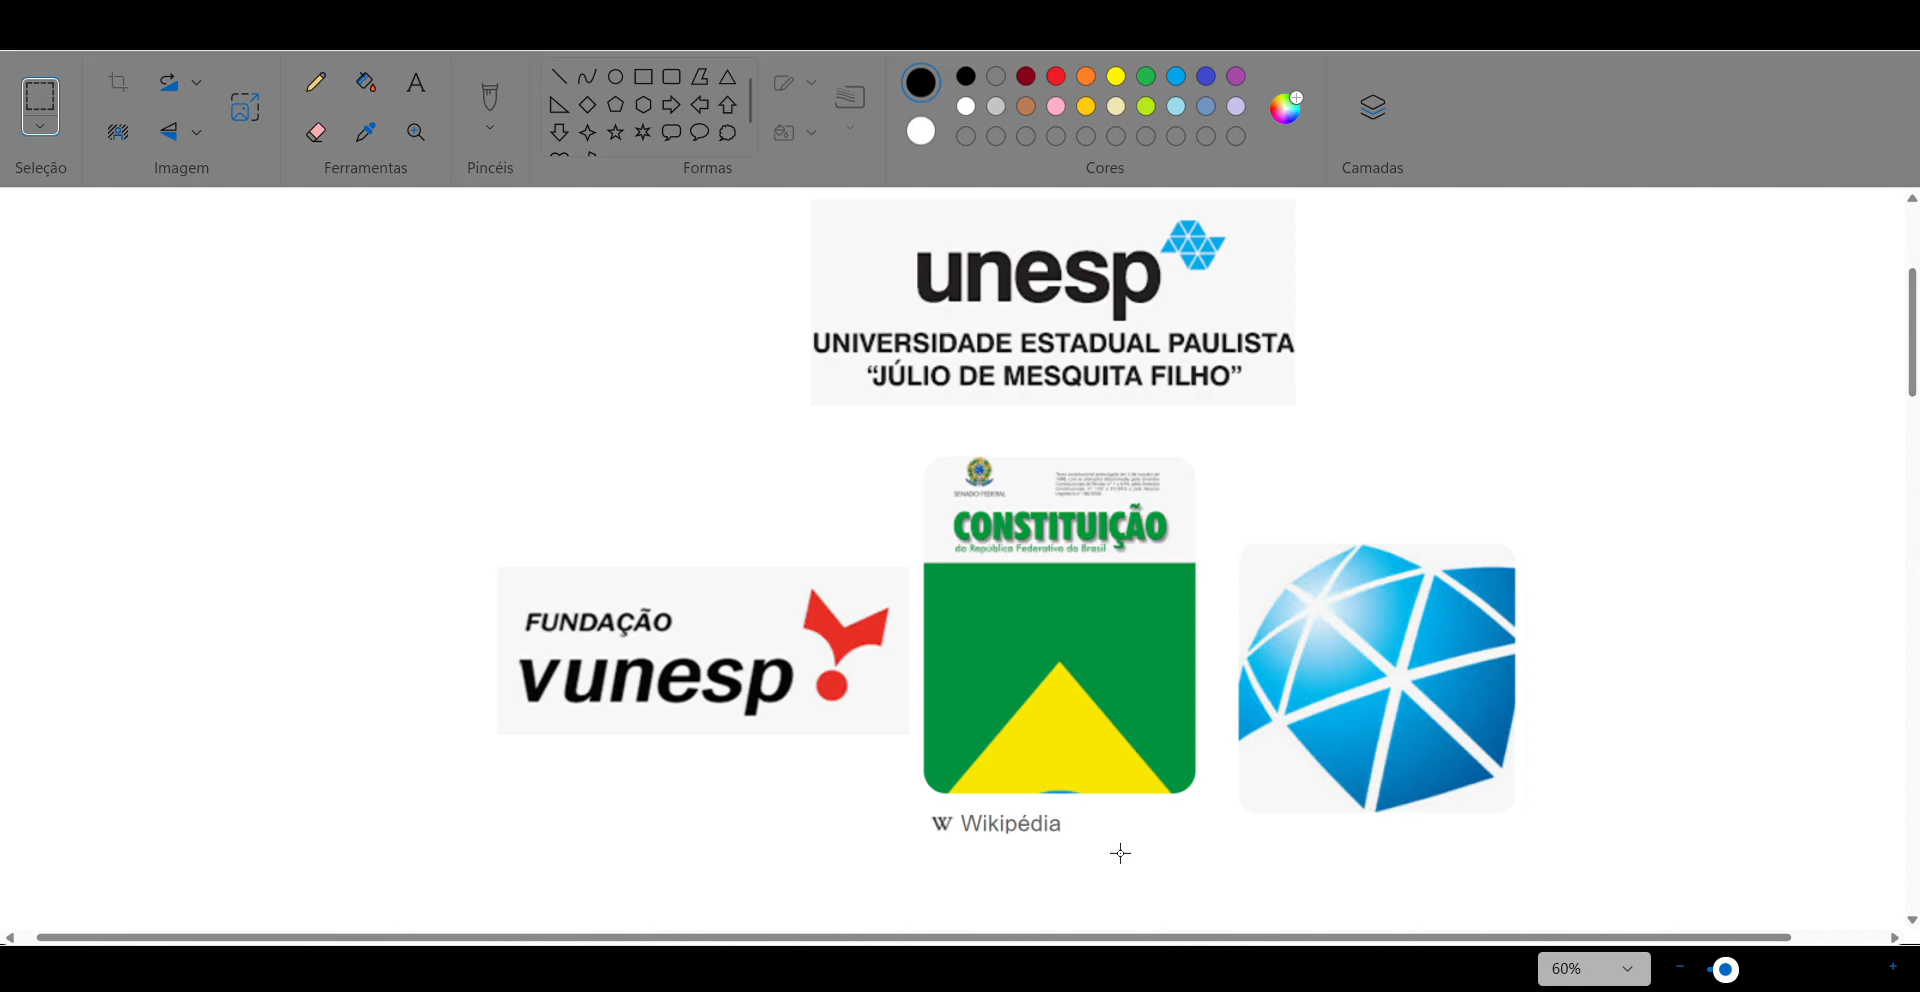 Seleção
Imagem
Ferramentas
Pincéis
Formas
Cores
Camadas
unesp
UNIVERSIDADE ESTADUAL PAULISTA
“JÚLIO DE MESQUITA FILHO”
SENADO FEDERAL
CONSTITUIÇÃO
da República Federativa do Brasil
FUNDAÇÃO
vunesp
W Wikipédia
60%